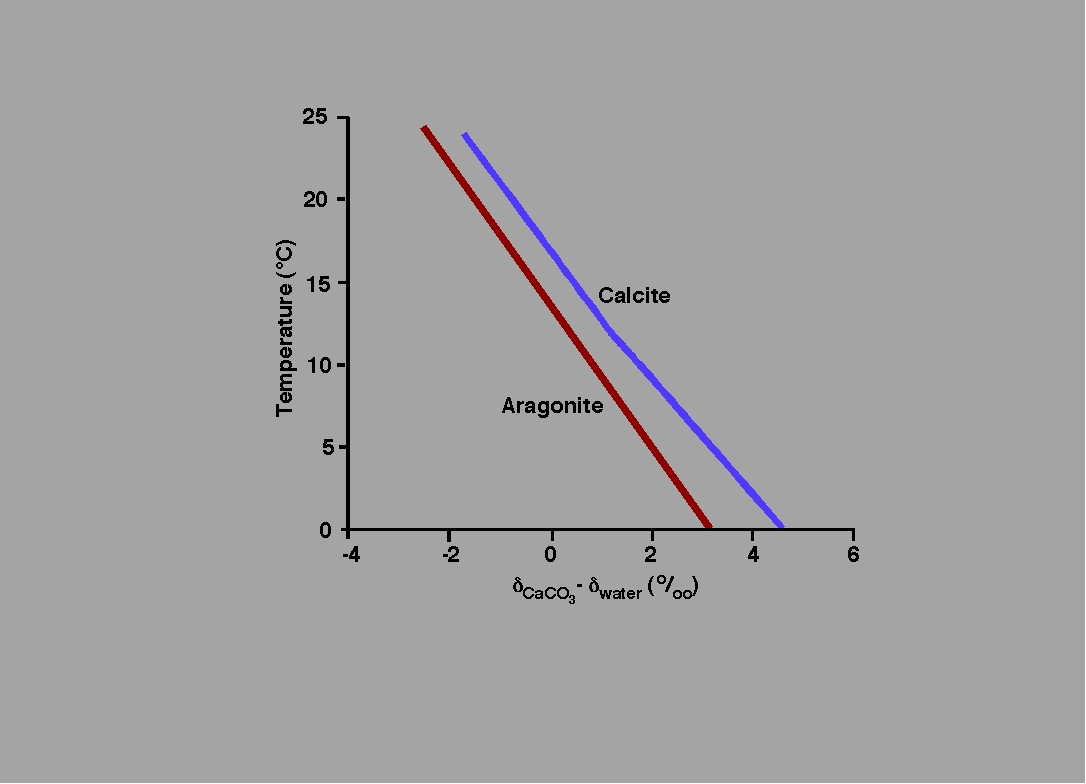 25
20
15
10
5
0
Temperature (°C)
Calcite
Aragonite
-4 -2 0 2 4 6
δCaCO3- δwater (o/oo)